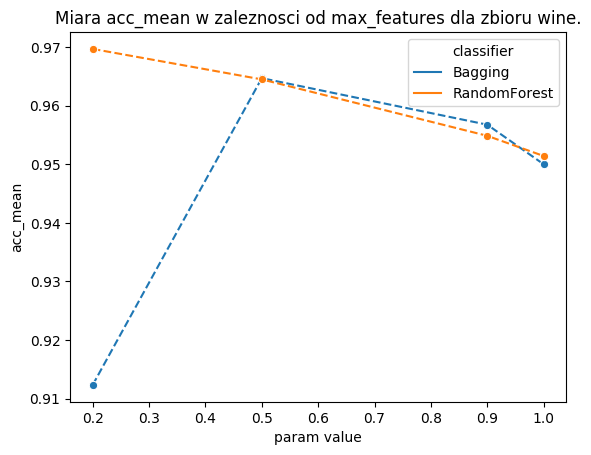 Miara acc_mean w zaleznosci od max_features dla zbioru wine.
classifier
Bagging
RandomForest
acc_mean
0.97
0.96
0.95
0.94
0.93
0.92
0.91
0.2 0.3 0.4 0.5 0.6 0.7 0.8 0.9 1.0
param value